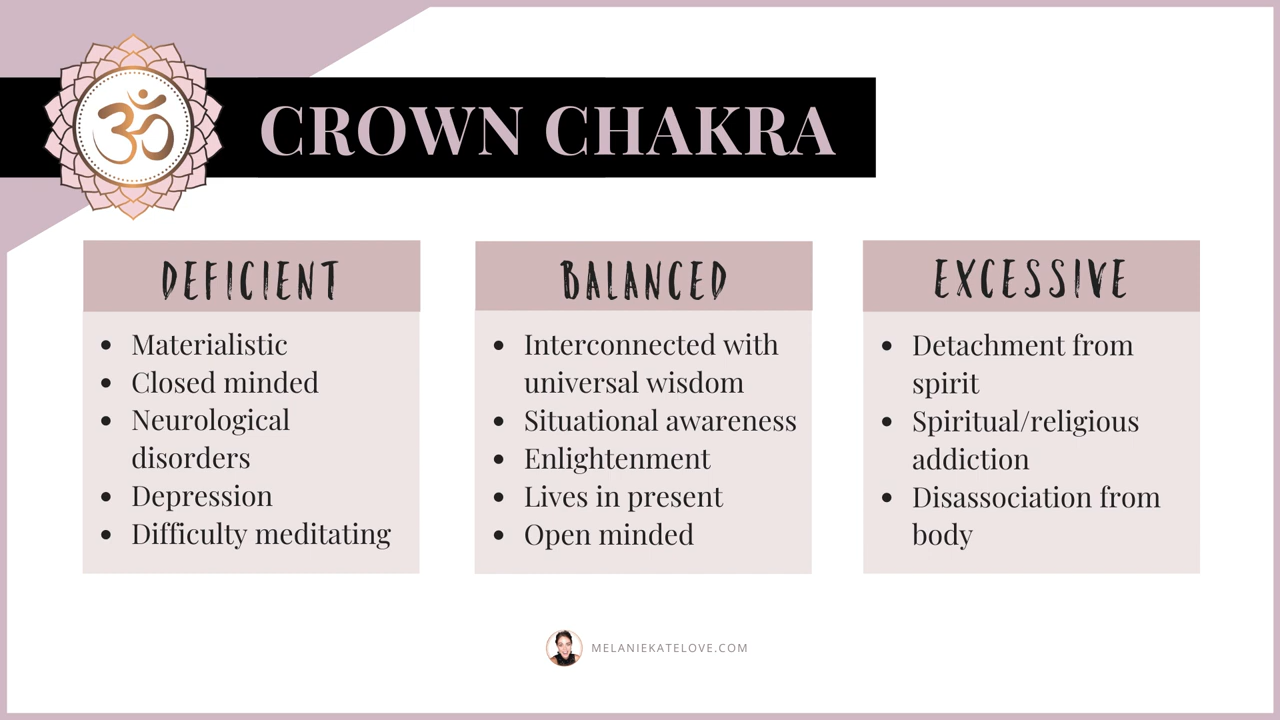 ॐ
CROWN CHAKRA
DEFICIENT
• Materialistic
• Closed minded
• Neurological
disorders
• Depression
• Difficulty meditating
BALANCED
• Interconnected with
universal wisdom
• Situational awareness
• Enlightenment
• Lives in present
• Open minded
EXCESSIVE
• Detachment from
spirit
• Spiritual/religious
addiction
• Disassociation from
body
MELANIEKATELOVE.COM